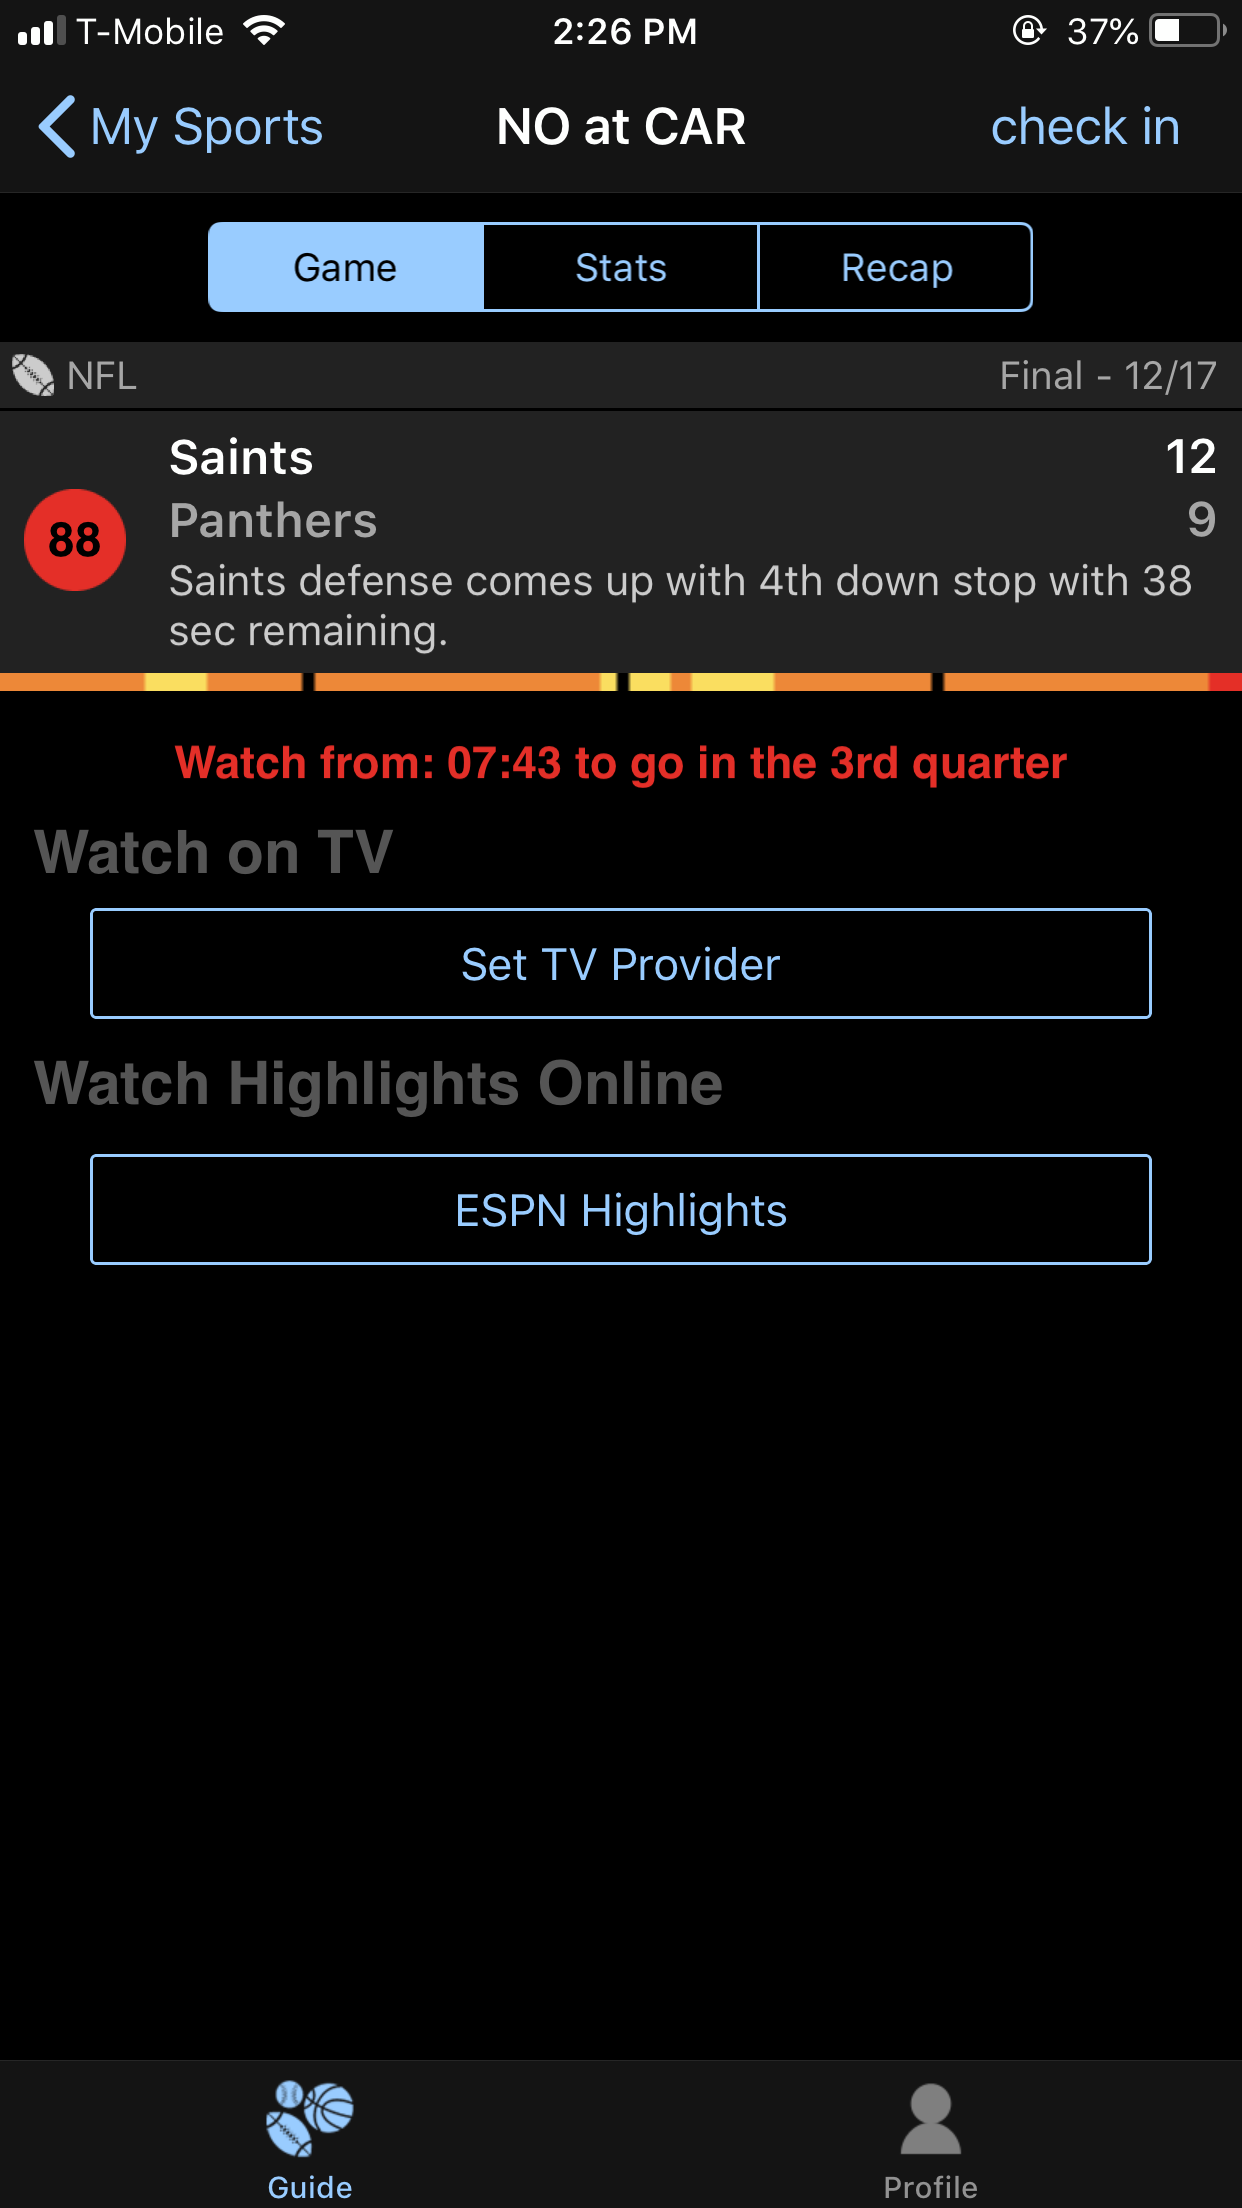 T-Mobile 2:26 PM 37%
My Sports NO at CAR check in
Game Stats Recap
NFL Final - 12/17
Saints 12
88 Panthers 9
Saints defense comes up with 4th down stop with 38
sec remaining.
Watch from: 07:43 to go in the 3rd quarter
Watch on TV
Set TV Provider
Watch Highlights Online
ESPN Highlights
Guide Profile